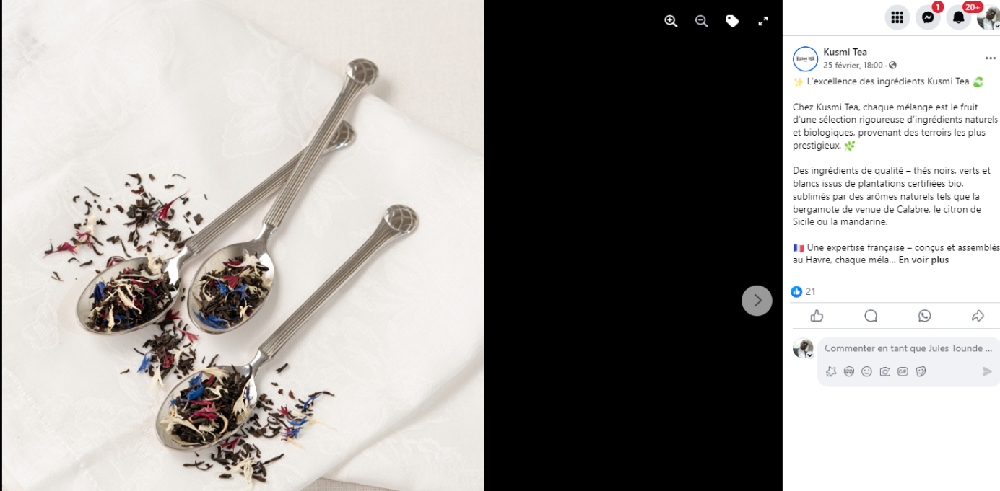 1
20+
KUSMI TEA
Kusmi Tea
25 février, 18:00 ·
✨ L'excellence des ingrédients Kusmi Tea 🍃
Chez Kusmi Tea, chaque mélange est le fruit
d'une sélection rigoureuse d'ingrédients naturels
et biologiques, provenant des terroirs les plus
prestigieux. 🌿
Des ingrédients de qualité – thés noirs, verts et
blancs issus de plantations certifiées bio,
sublimés par des arômes naturels tels que la
bergamote de venue de Calabre, le citron de
Sicile ou la mandarine.
🇫🇷 Une expertise française – conçus et assemblés
au Havre, chaque méla... En voir plus
21
Commenter en tant que Jules Tounde ...
GIF